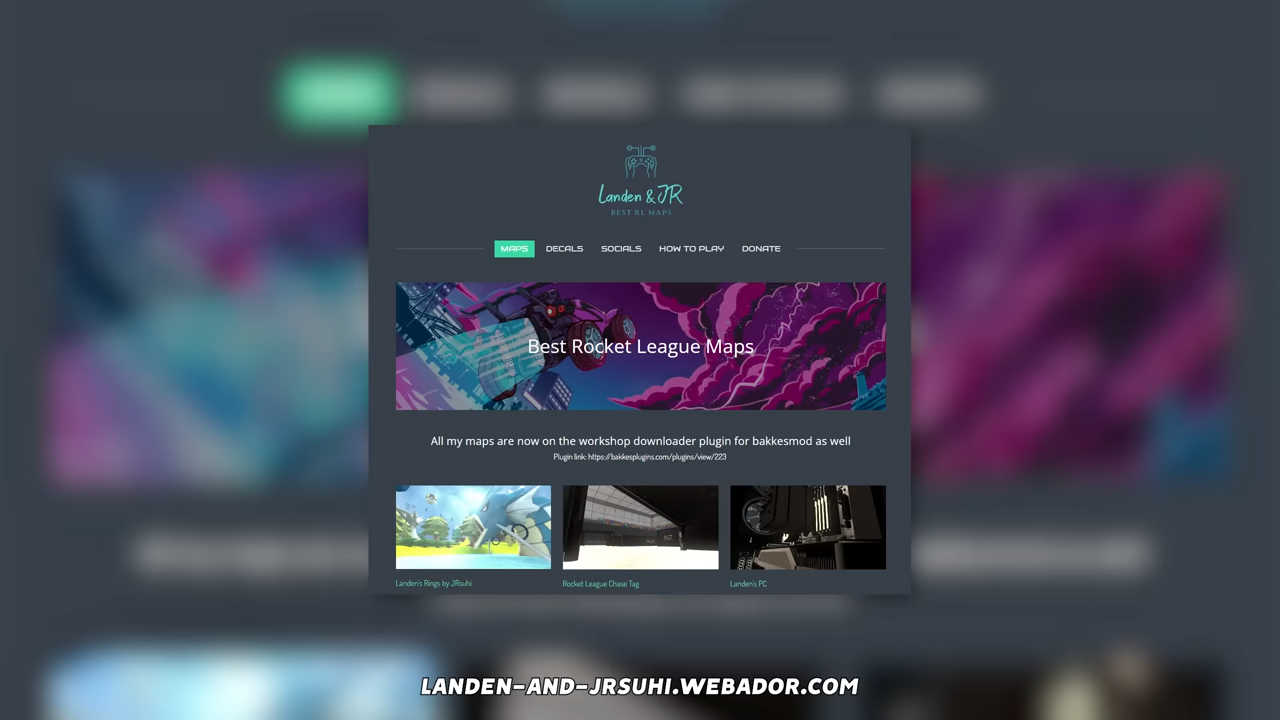 Landen & JR
BEST RL MAPS
MAPS DECALS SOCIALS HOW TO PLAY DONATE
Best Rocket League Maps
All my maps are now on the workshop downloader plugin for bakkesmod as well
Plugin link: https://bakkesplugins.com/plugins/view/223
Landen's Rings by JRsuhi Rocket League Chase Tag Landen's PC
LANDEN-AND-JRSUHI.WEBADOR.COM